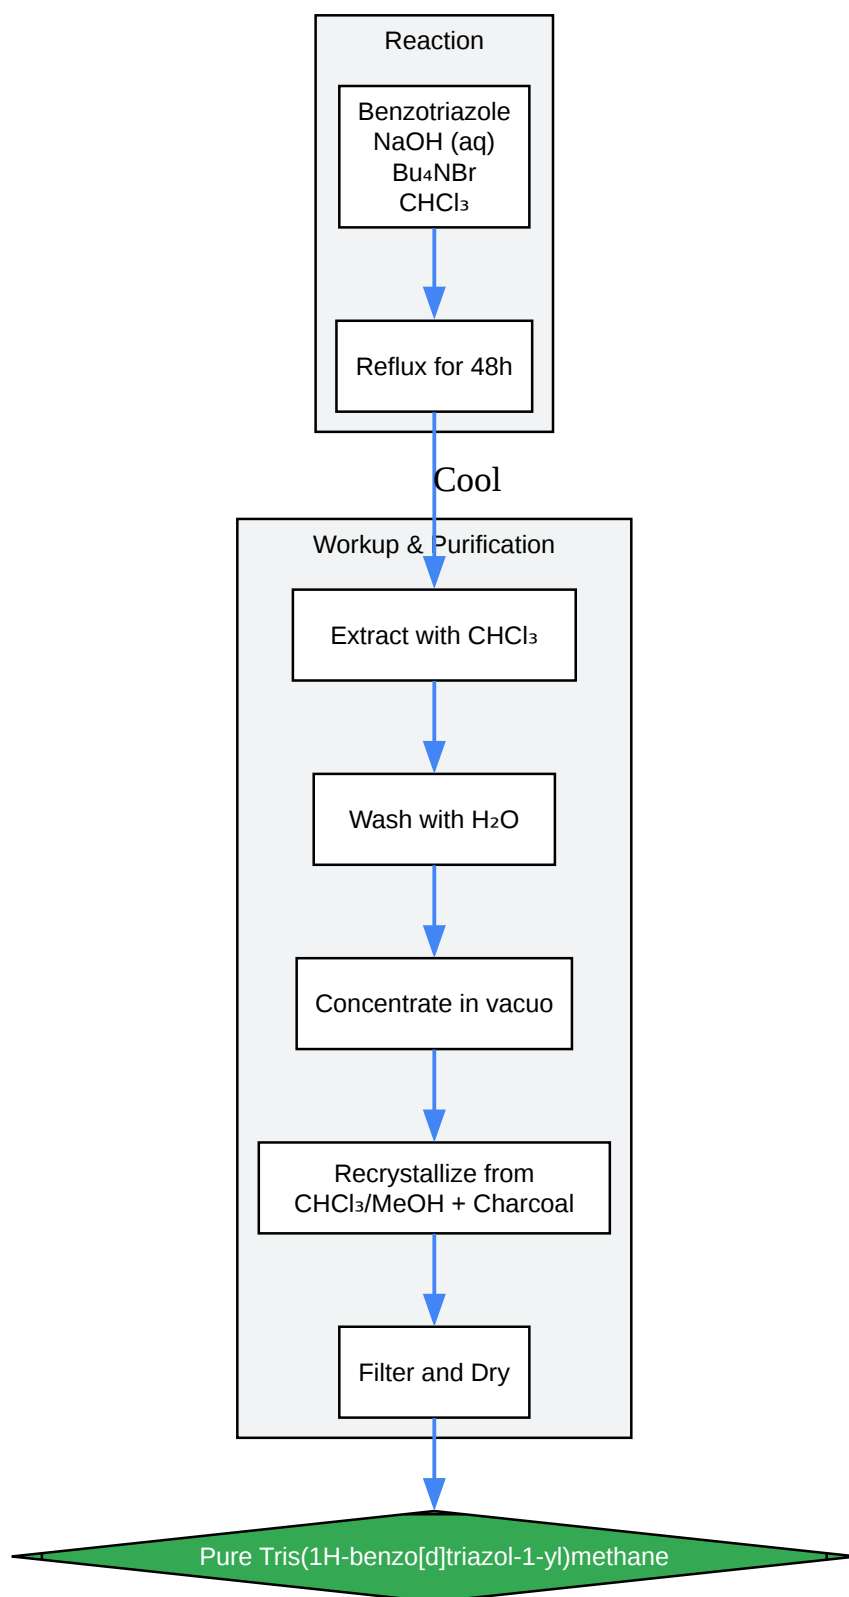 Reaction
Benzotriazole
NaOH (aq)
Bu₄NBr
CHCl₃
Reflux for 48h
Cool
Workup & Purification
Extract with CHCl₃
Wash with H₂O
Concentrate in vacuo
Recrystallize from
CHCl₃/MeOH + Charcoal
Filter and Dry
Pure Tris(1H-benzo[d]triazol-1-yl)methane